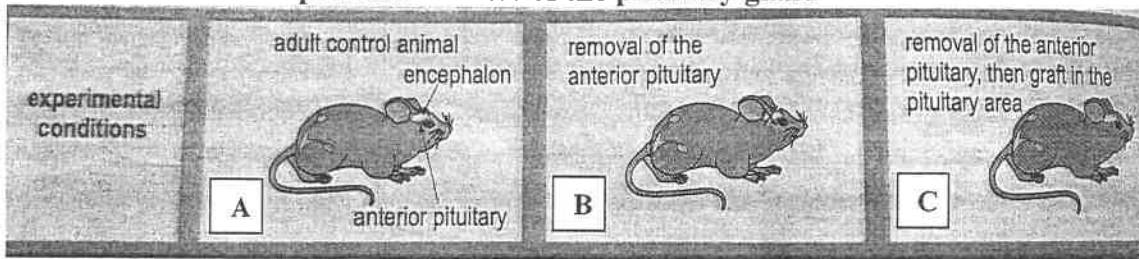 experimental
conditions
adult control animal
encephalon
anterior pituitary
A
removal of the
anterior pituitary
B
removal of the anterior
pituitary, then graft in the
pituitary area
C